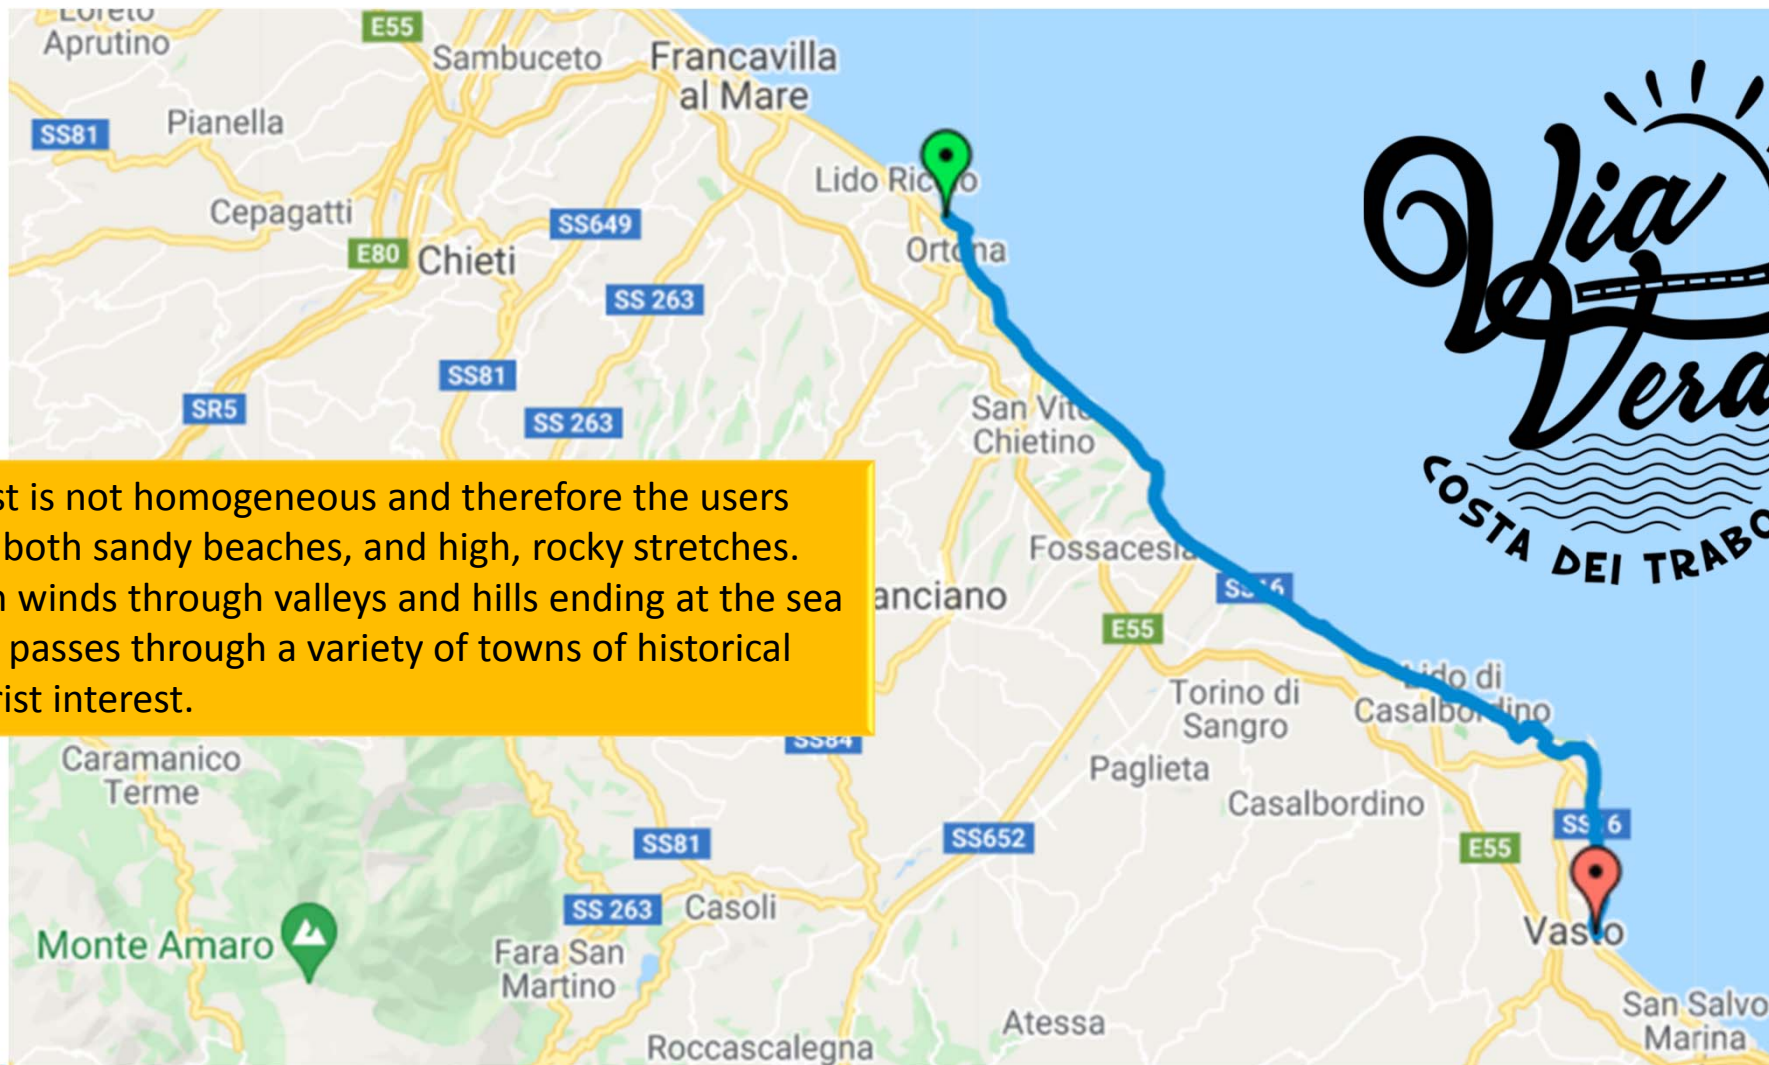 Loreto
Aprutino
E55
Sambuceto
Francavilla
al Mare
SS81
Pianella
Lido Riccio
Cepagatti
SS649
E80
Chieti
Ortona
SS 263
SS81
SR5
SS 263
San Vito
Chietino
Via
Verd
COSTA DEI TRABO
st is not homogeneous and therefore the users
both sandy beaches, and high, rocky stretches.
n winds through valleys and hills ending at the sea
passes through a variety of towns of historical
rist interest.
Fossacesia
SS16
anciano
E55
Lido di
Casalbordino
Torino di
Sangro
SS84
Caramanico
Terme
Paglieta
Casalbordino
SS81
SS652
SS16
E55
SS 263
Casoli
Monte Amaro
Fara San
Martino
Vasto
San Salvo
Marina
Atessa
Roccascalegna